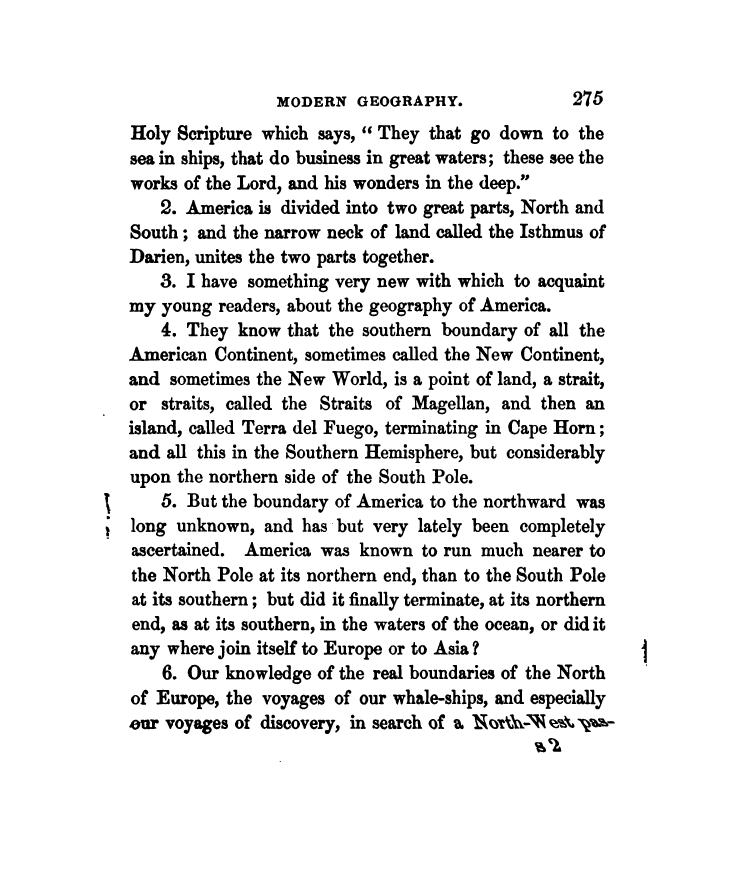 MODERN GEOGRAPHY. 275
Holy Scripture which says, “ They that go down to the
sea in ships, that do business in great waters; these see the
works of the Lord, and his wonders in the deep.”
2. America is divided into two great parts, North and
South; and the narrow neck of land called the Isthmus of
Darien, unites the two parts together.
3. I have something very new with which to acquaint
my young readers, about the geography of America.
4. They know that the southern boundary of all the
American Continent, sometimes called the New Continent,
and sometimes the New World, is a point of land, a strait,
or straits, called the Straits of Magellan, and then an
island, called Terra del Fuego, terminating in Cape Horn;
and all this in the Southern Hemisphere, but considerably
upon the northern side of the South Pole.
5. But the boundary of America to the northward was
long unknown, and has but very lately been completely
ascertained. America was known to run much nearer to
the North Pole at its northern end, than to the South Pole
at its southern; but did it finally terminate, at its northern
end, as at its southern, in the waters of the ocean, or did it
any where join itself to Europe or to Asia?
6. Our knowledge of the real boundaries of the North
of Europe, the voyages of our whale-ships, and especially
our voyages of discovery, in search of a North-West pas-
s 2